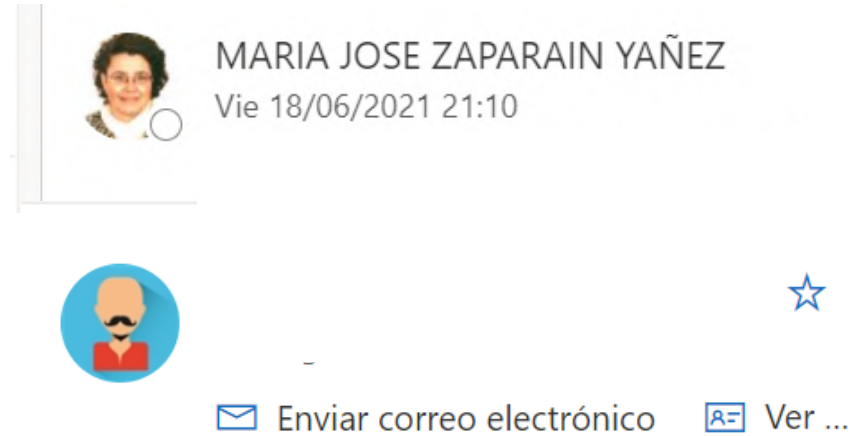 MARIA JOSE ZAPARAIN YAÑEZ
Vie 18/06/2021 21:10
Enviar correo electrónico Ver ...